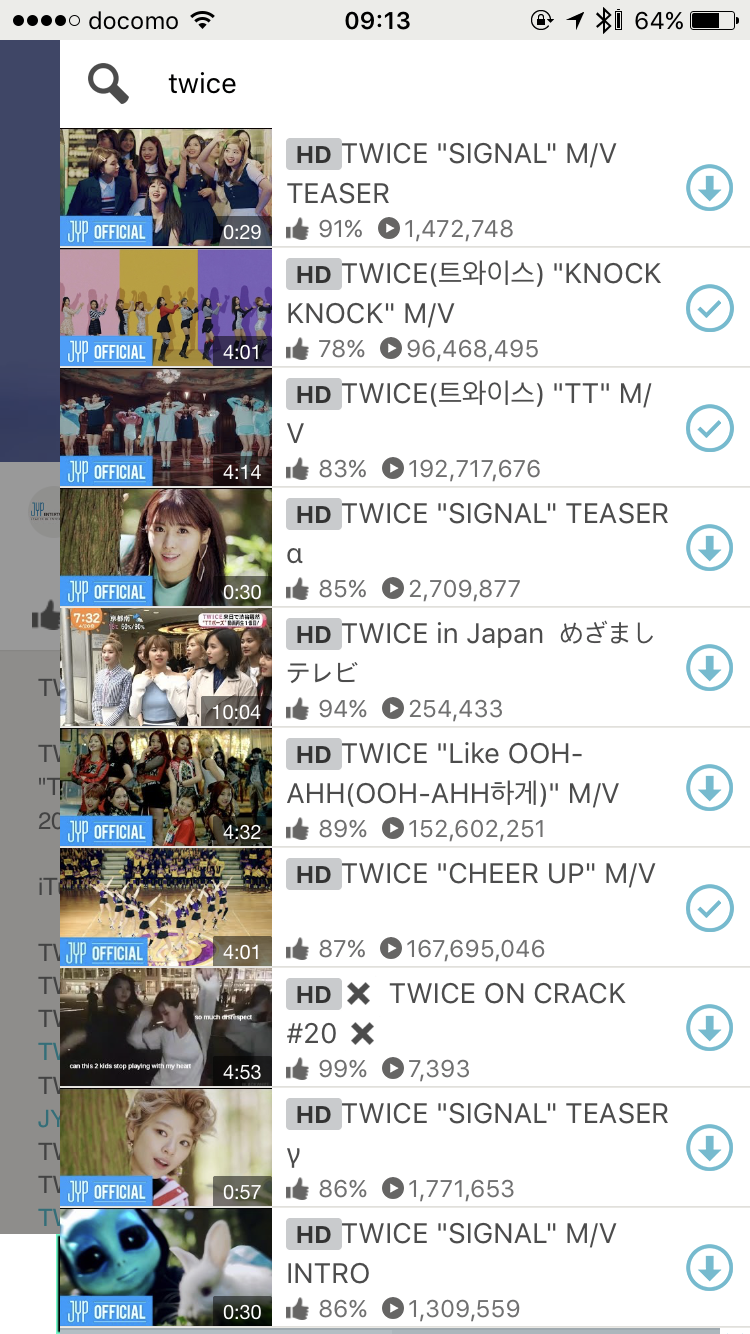 docomo 09:13 64%
twice
HD TWICE "SIGNAL" M/V
TEASER
91% 1,472,748
JYP OFFICIAL 0:29
HD TWICE(트와이스) "KNOCK
KNOCK" M/V
78% 96,468,495
JYP OFFICIAL 4:01
HD TWICE(트와이스) "TT" M/
V
83% 192,717,676
JYP OFFICIAL 4:14
HD TWICE "SIGNAL" TEASER
α
85% 2,709,877
JYP OFFICIAL 0:30
7:32
50%/90%
HD TWICE in Japan めざまし
テレビ
94% 254,433
10:04
HD TWICE "Like OOH-
AHH(OOH-AHH하게)" M/V
89% 152,602,251
JYP OFFICIAL 4:32
HD TWICE "CHEER UP" M/V
87% 167,695,046
JYP OFFICIAL 4:01
HD ✖ TWICE ON CRACK
#20 ✖
99% 7,393
so much disrespect
can this 2 kids stop playing with my heart
4:53
HD TWICE "SIGNAL" TEASER
γ
86% 1,771,653
JYP OFFICIAL 0:57
HD TWICE "SIGNAL" M/V
INTRO
86% 1,309,559
JYP OFFICIAL 0:30